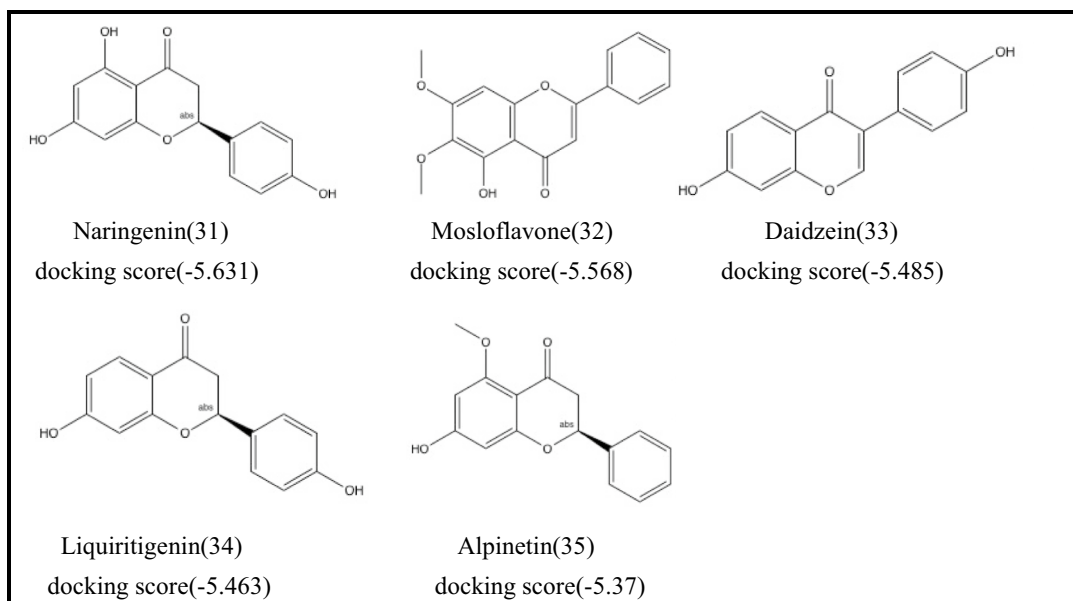 OH
O
abs
HO
O
OH
Naringenin(31)
docking score(-5.631)
O
O
O
OH
O
Mosloflavone(32)
docking score(-5.568)
OH
O
HO
O
Daidzein(33)
docking score(-5.485)
O
abs
HO
O
OH
Liquiritigenin(34)
docking score(-5.463)
O
O
abs
HO
O
Alpinetin(35)
docking score(-5.37)